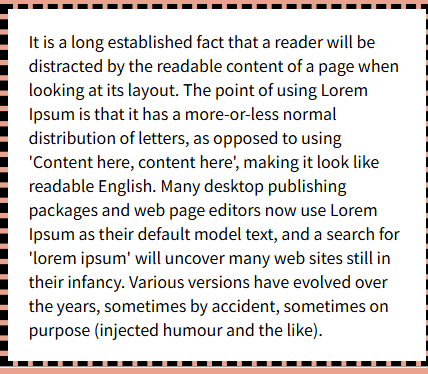 It is a long established fact that a reader will be
distracted by the readable content of a page when
looking at its layout. The point of using Lorem
Ipsum is that it has a more-or-less normal
distribution of letters, as opposed to using
'Content here, content here', making it look like
readable English. Many desktop publishing
packages and web page editors now use Lorem
Ipsum as their default model text, and a search for
'lorem ipsum' will uncover many web sites still in
their infancy. Various versions have evolved over
the years, sometimes by accident, sometimes on
purpose (injected humour and the like).